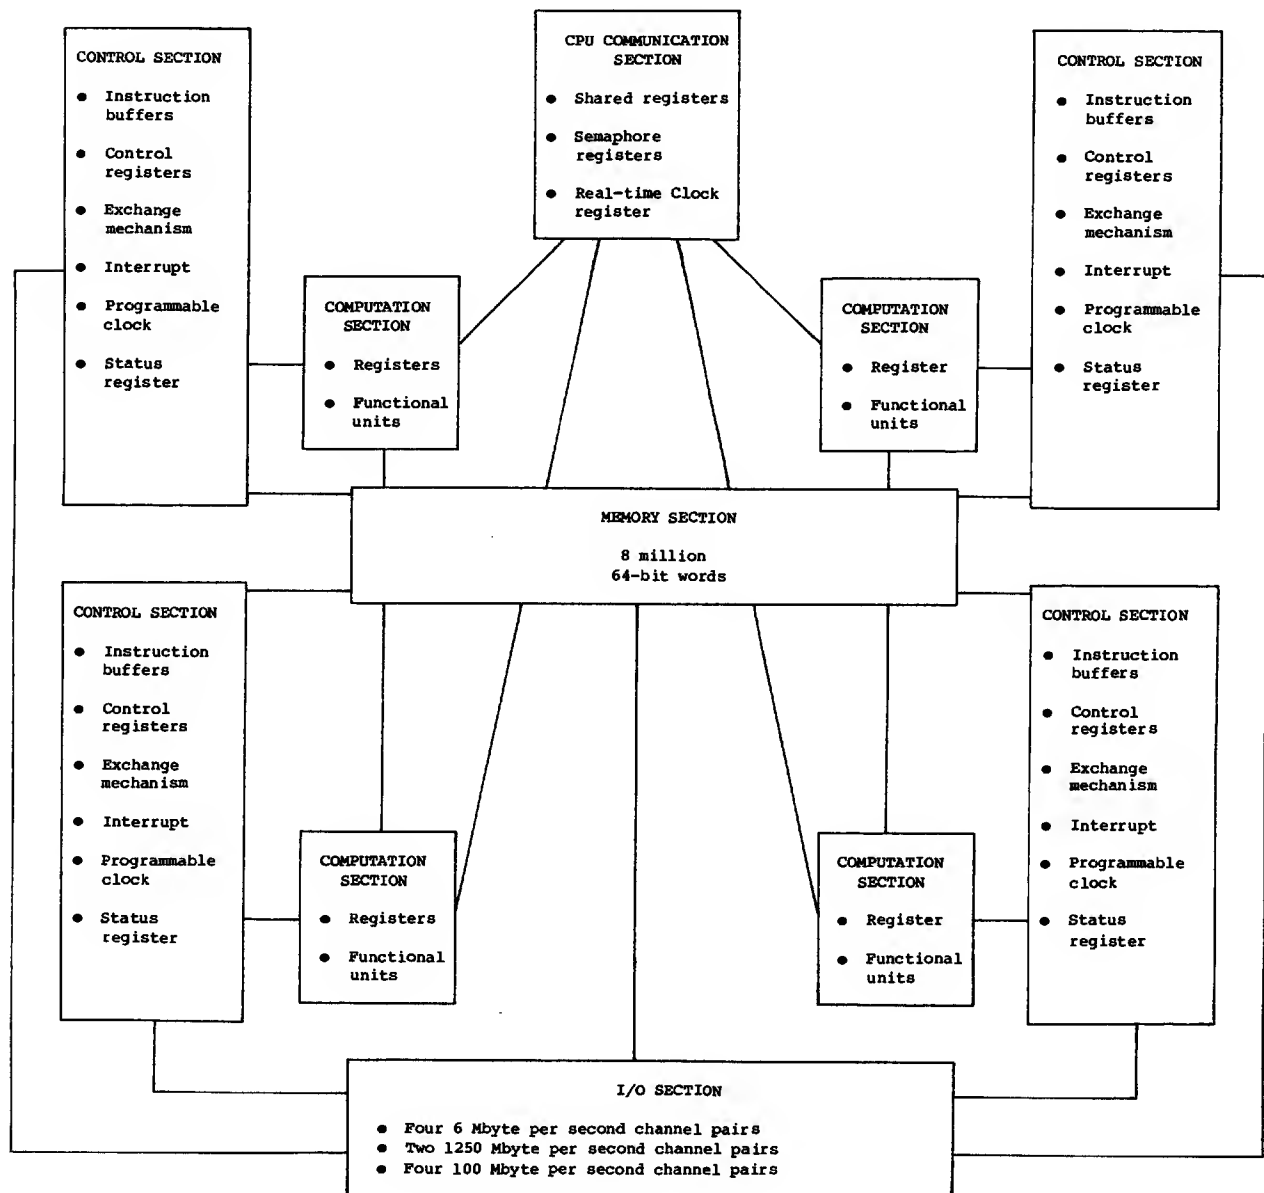 CONTROL SECTION
● Instruction
buffers
● Control
registers
● Exchange
mechanism
● Interrupt
● Programmable
clock
● Status
register
CPU COMMUNICATION
SECTION
● Shared registers
● Semaphore
registers
● Real-time Clock
register
CONTROL SECTION
● Instruction
buffers
● Control
registers
● Exchange
mechanism
● Interrupt
● Programmable
clock
● Status
register
COMPUTATION
SECTION
● Registers
● Functional
units
COMPUTATION
SECTION
● Register
● Functional
units
MEMORY SECTION
8 million
64-bit words
CONTROL SECTION
● Instruction
buffers
● Control
registers
● Exchange
mechanism
● Interrupt
● Programmable
clock
● Status
register
COMPUTATION
SECTION
● Registers
● Functional
units
COMPUTATION
SECTION
● Register
● Functional
units
CONTROL SECTION
● Instruction
buffers
● Control
registers
● Exchange
mechanism
● Interrupt
● Programmable
clock
● Status
register
I/O SECTION
● Four 6 Mbyte per second channel pairs
● Two 1250 Mbyte per second channel pairs
● Four 100 Mbyte per second channel pairs